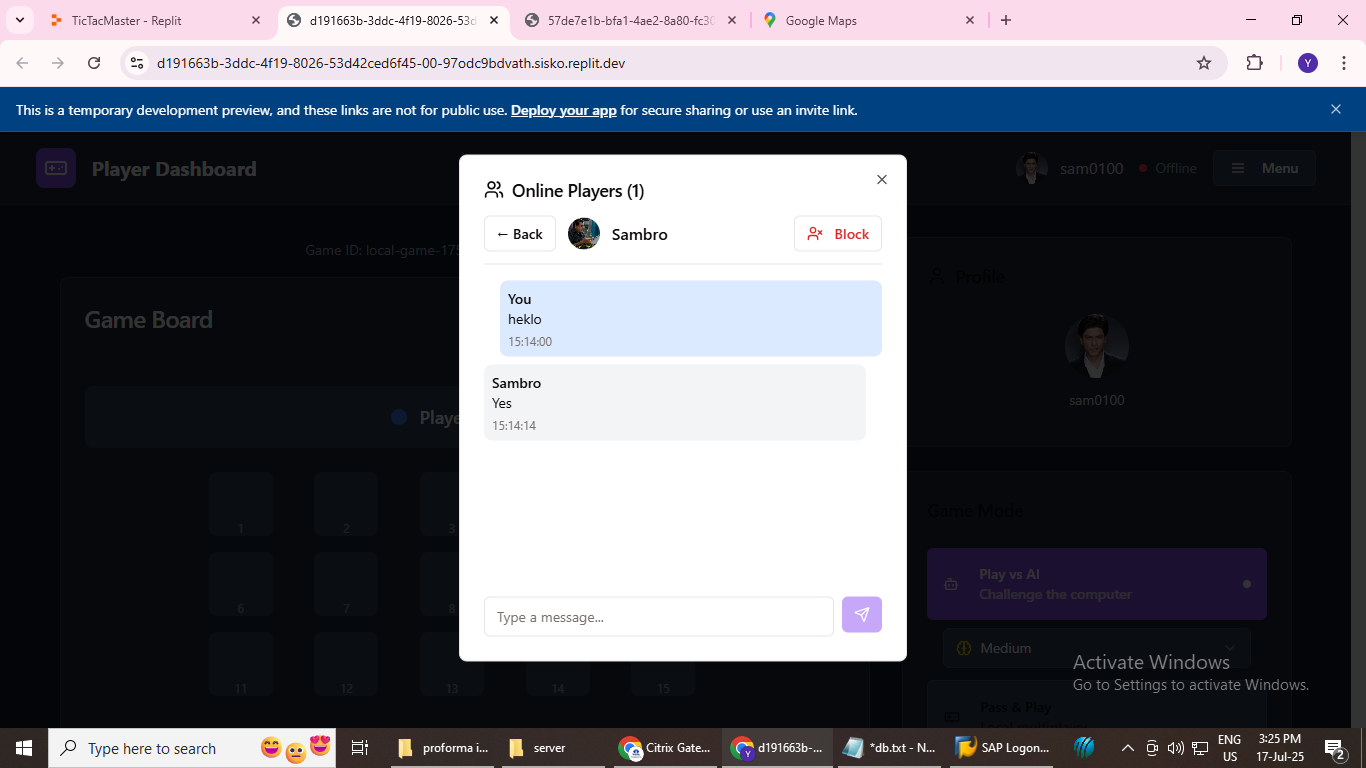 TicTacMaster - Replit
d191663b-3ddc-4f19-8026-53d
57de7e1b-bfa1-4ae2-8a80-fc30
Google Maps
d191663b-3ddc-4f19-8026-53d42ced6f45-00-97odc9bdvath.sisko.replit.dev
Y
This is a temporary development preview, and these links are not for public use. Deploy your app for secure sharing or use an invite link.
Player Dashboard
sam0100
Offline
Menu
Online Players (1)
← Back
Sambro
Block
Game ID: local-game-175
Profile
You
heklo
15:14:00
Game Board
Sambro
Yes
15:14:14
sam0100
Playe
1
2
3
Game Mode
Play vs AI
Challenge the computer
6
7
8
Type a message...
Medium
11
12
13
14
15
Activate Windows
Go to Settings to activate Windows.
Pass & Play
Local multiplayer
Type here to search
proforma i...
server
Citrix Gate...
d191663b-...
*db.txt - N...
SAP Logon...
ENG
US
3:25 PM
17-Jul-25
2